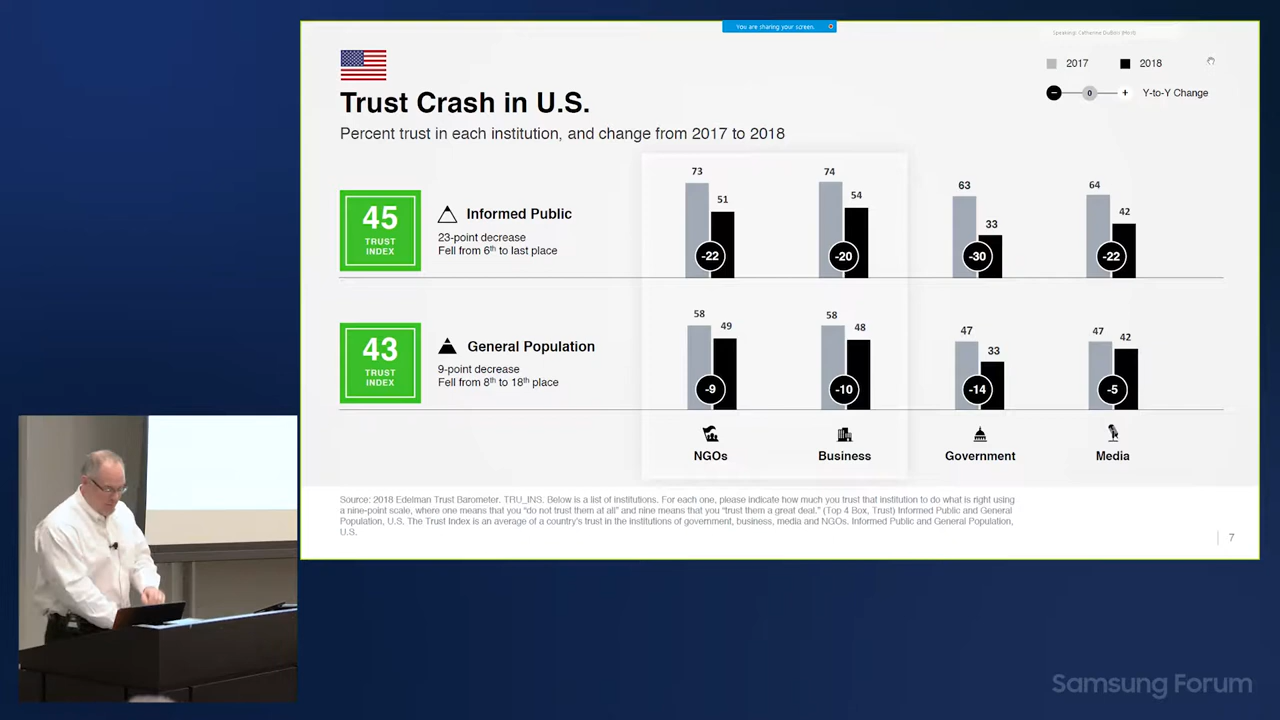 You are sharing your screen.
Speaking: Catherine DuBois (Host)
2017
2018
- 0 + Y-to-Y Change
Trust Crash in U.S.
Percent trust in each institution, and change from 2017 to 2018
45
TRUST
INDEX
Informed Public
23-point decrease
Fell from 6th to last place
73
51
-22
74
54
-20
63
33
-30
64
42
-22
43
TRUST
INDEX
General Population
9-point decrease
Fell from 8th to 18th place
58
49
-9
58
48
-10
47
33
-14
47
42
-5
NGOs
Business
Government
Media
Source: 2018 Edelman Trust Barometer. TRU_INS. Below is a list of institutions. For each one, please indicate how much you trust that institution to do what is right using
a nine-point scale, where one means that you “do not trust them at all” and nine means that you “trust them a great deal.” (Top 4 Box, Trust) Informed Public and General
Population, U.S. The Trust Index is an average of a country's trust in the institutions of government, business, media and NGOs. Informed Public and General Population,
U.S.
7
Samsung Forum